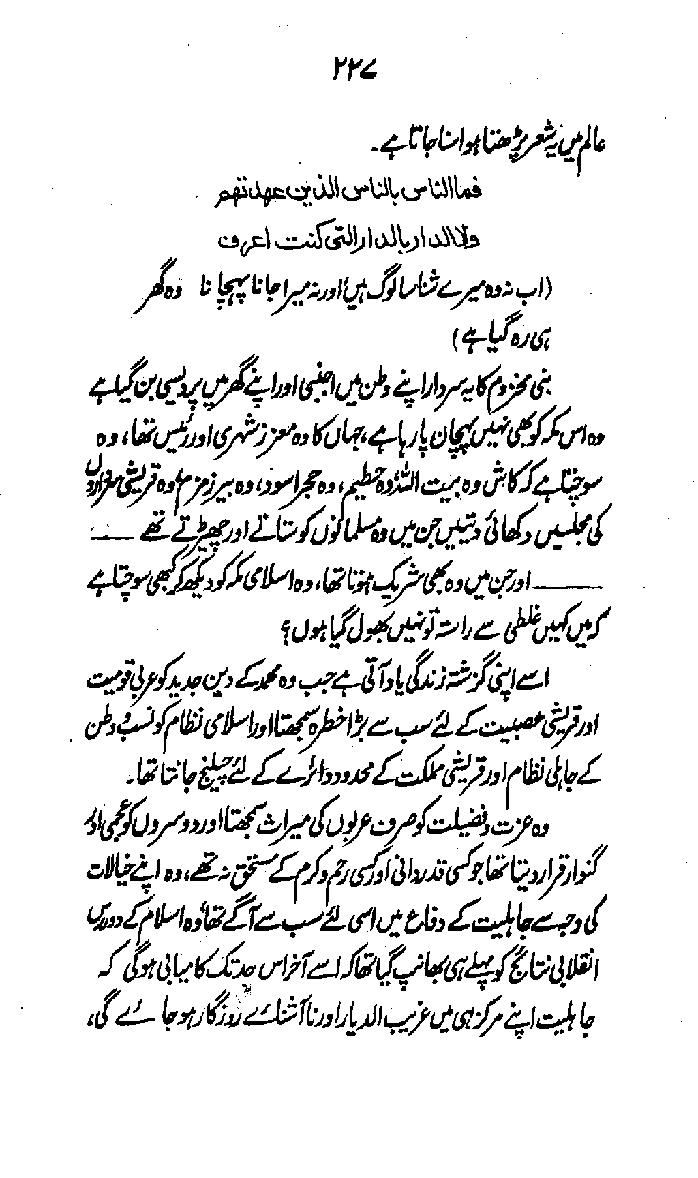 ۲۲۷
عالم میں یہ شعر پڑھتا ہوا سنا جاتا ہے۔
فما الناس بالناس الذین عهدتهم
ولا الدار بالدار التی کنت اعرف
(اب نہ وہ میرے شناسا لوگ ہیں اور نہ میرا جانا پہچانا وہ گھر
ہی رہ گیا ہے)
بنی مخزوم کا یہ سردار اپنے وطن میں اجنبی اور اپنے گھر میں پردیسی بن گیا ہے
وہ اس مکہ کو بھی نہیں پہچان پا رہا ہے، جہاں کا وہ معزز شہری اور رئیس تھا، وہ
سوچتا ہے کہ کاش وہ بیت اللہ وہ حطیم، وہ حجر اسود، وہ بیر زمزم اور وہ قریشی سرداروں
کی مجلسیں دکھائی دیتیں جن میں وہ مسلمانوں کو ستاتے اور چھیڑتے تھے ——
—— اور جن میں وہ بھی شریک ہوتا تھا، وہ اسلامی مکہ کو دیکھ کر کبھی سوچتا ہے
کہ میں کہیں غلطی سے راستہ تو نہیں بھول گیا ہوں؟
اسے اپنی گزشتہ زندگی یاد آتی ہے جب وہ محمد کے دین جدید کو عربی قومیت
اور قریشی عصبیت کے لئے سب سے بڑا خطرہ سمجھتا اور اسلامی نظام کو نسب و وطن
کے جاہلی نظام اور قریشی مملکت کے محدود دائرے کے لئے چیلنج جانتا تھا۔
وہ عزت و فضیلت کو صرف عربوں کی میراث سمجھتا اور دوسروں کو عجمی اور
گنوار قرار دیتا تھا جو کسی قدردانی اور کسی رحم و کرم کے مستحق نہ تھے، وہ اپنے خیالات
کی وجہ سے جاہلیت کے دفاع میں اسی لئے سب سے آگے تھا، وہ اسلام کے دوررس
انقلابی نتائج کو پہلے ہی بھانپ گیا تھا کہ اسے آخر اس حد تک کامیابی ہوگی کہ
جاہلیت اپنے مرکز ہی میں غریب الدیار اور ناآشنائے روزگار ہو جائے گی،